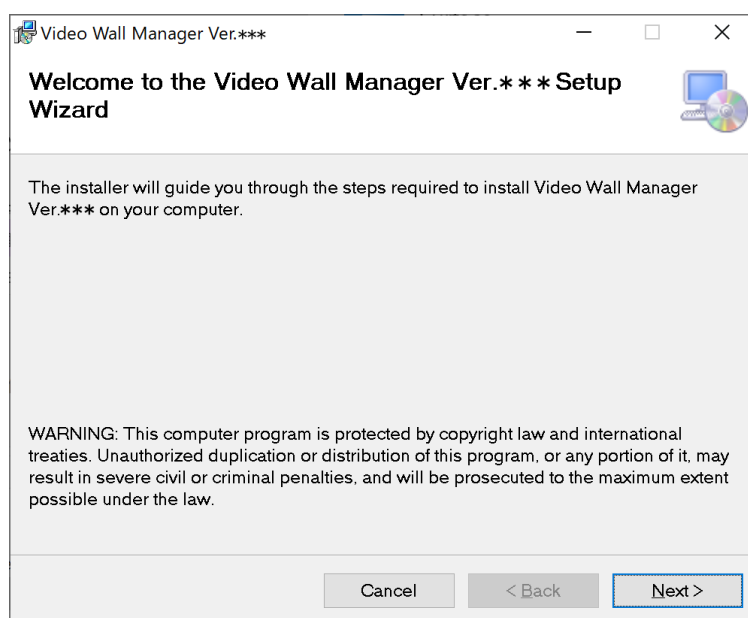 Video Wall Manager Ver.***
Welcome to the Video Wall Manager Ver.*** Setup
Wizard
The installer will guide you through the steps required to install Video Wall Manager
Ver.*** on your computer.
WARNING: This computer program is protected by copyright law and international
treaties. Unauthorized duplication or distribution of this program, or any portion of it, may
result in severe civil or criminal penalties, and will be prosecuted to the maximum extent
possible under the law.
Cancel < Back Next >